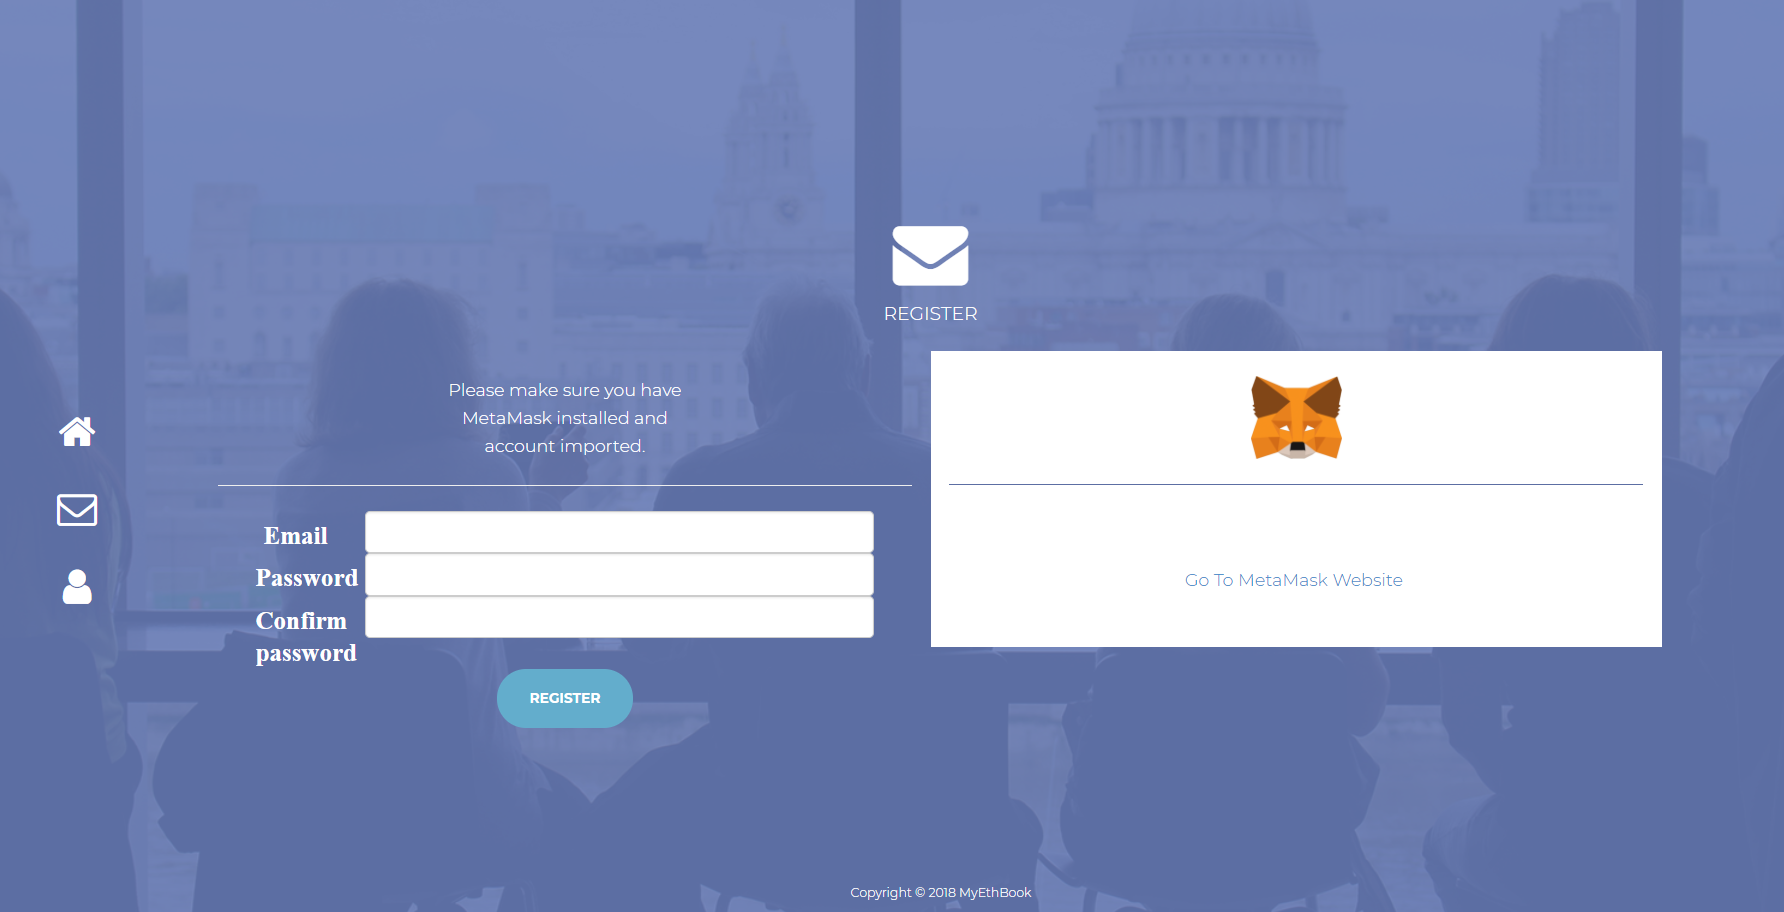 REGISTER
Please make sure you have
MetaMask installed and
account imported.
Email
Password
Confirm
password
REGISTER
Go To MetaMask Website
Copyright © 2018 MyEthBook